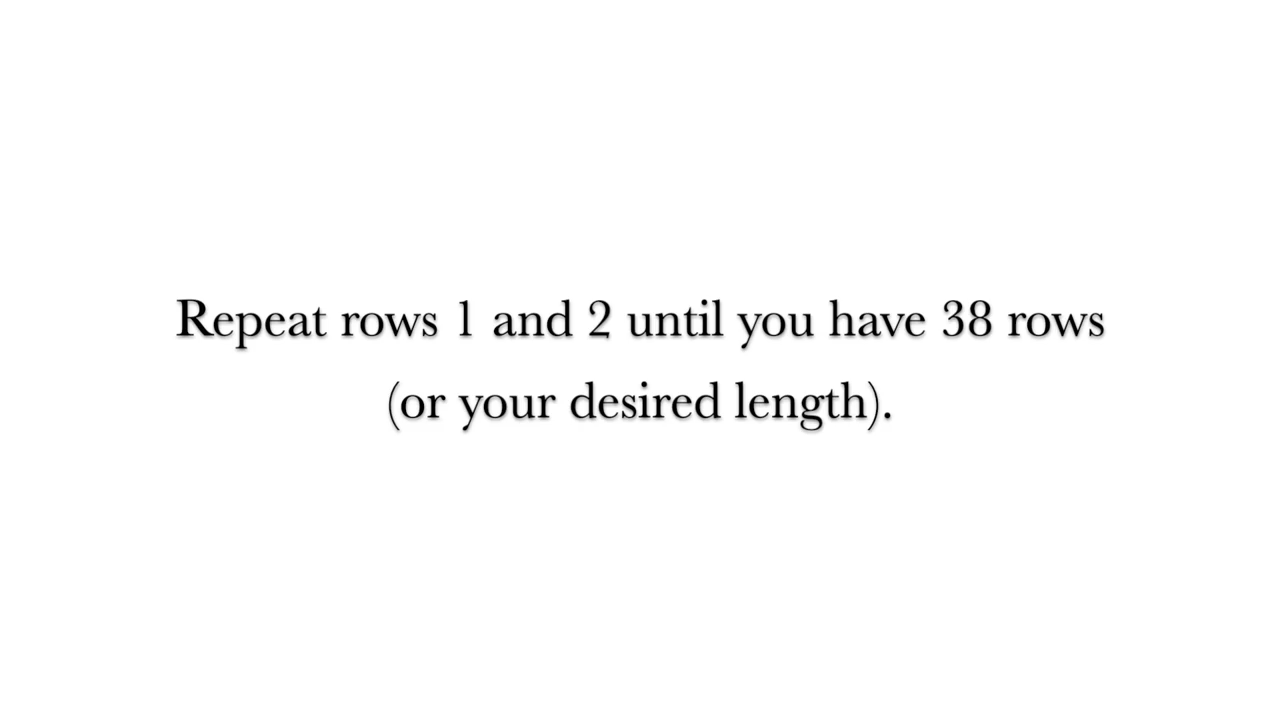 Repeat rows 1 and 2 until you have 38 rows
(or your desired length).